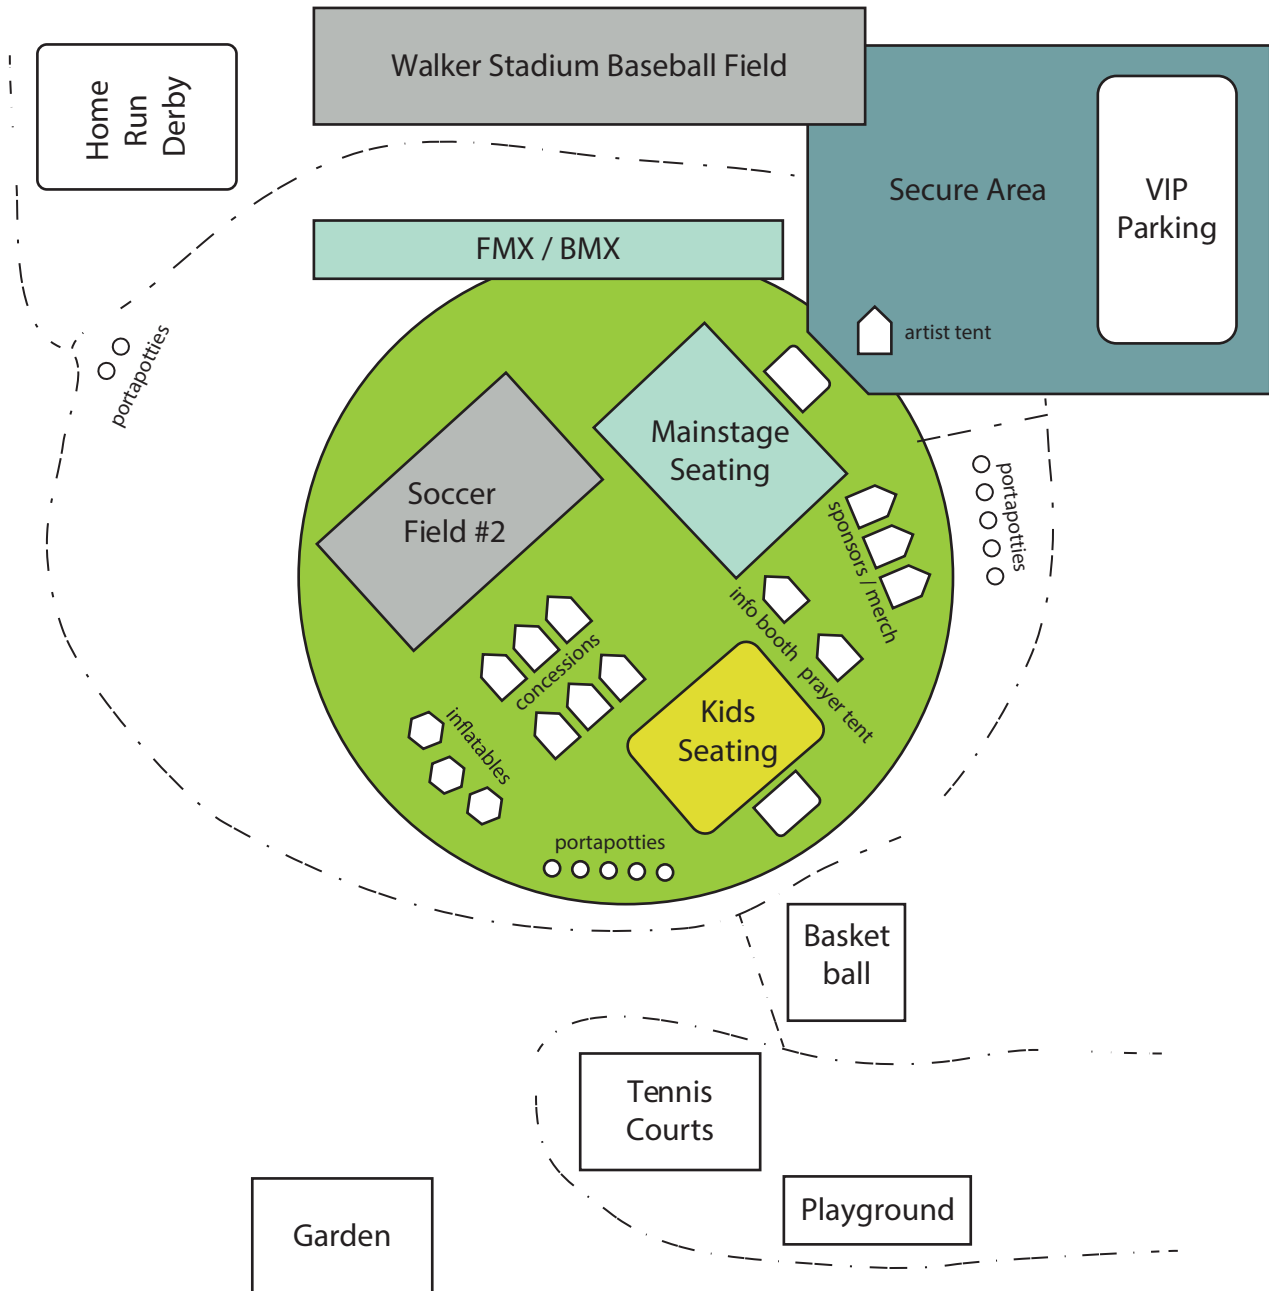 Walker Stadium Baseball Field
Home
Run
Derby
Secure Area
VIP
Parking
FMX / BMX
artist tent
portapotties
Mainstage
Seating
Soccer
Field #2
portapotties
sponsors / merch
info booth
prayer tent
concessions
Kids
Seating
inflatables
portapotties
Basket
ball
Tennis
Courts
Playground
Garden